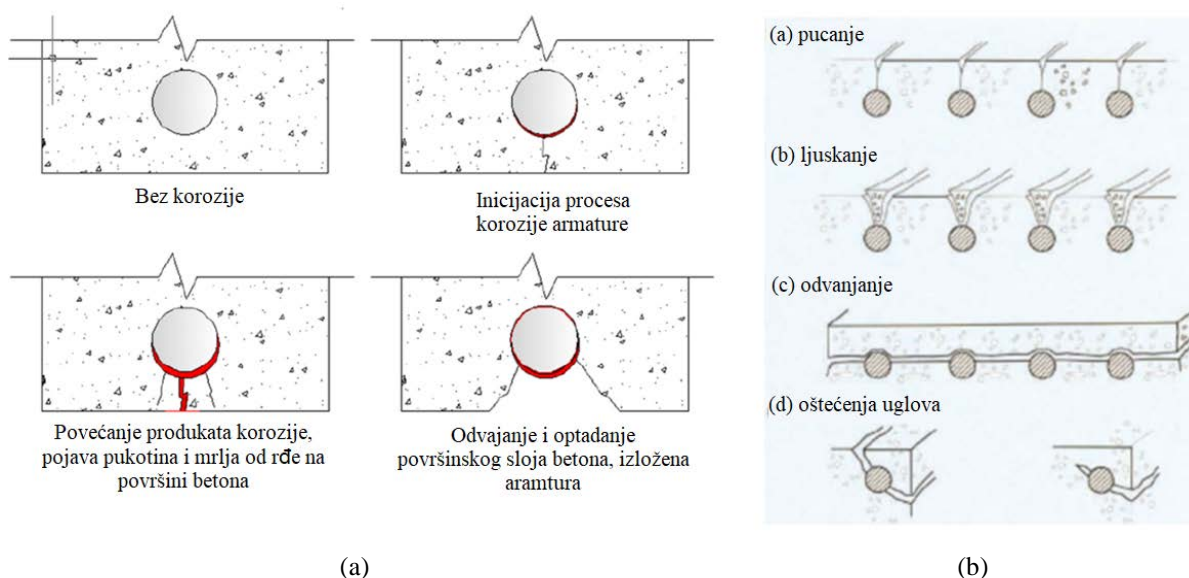 Bez korozije
Inicijacija procesa
korozije armature
Povećanje produkata korozije,
pojava pukotina i mrlja od rđe na
površini betona
Odvajanje i optadanje
površinskog sloja betona, izložena
aramtura
(a)
(a) pucanje
(b) ljuskanje
(c) odvanjanje
(d) oštećenja uglova
(b)